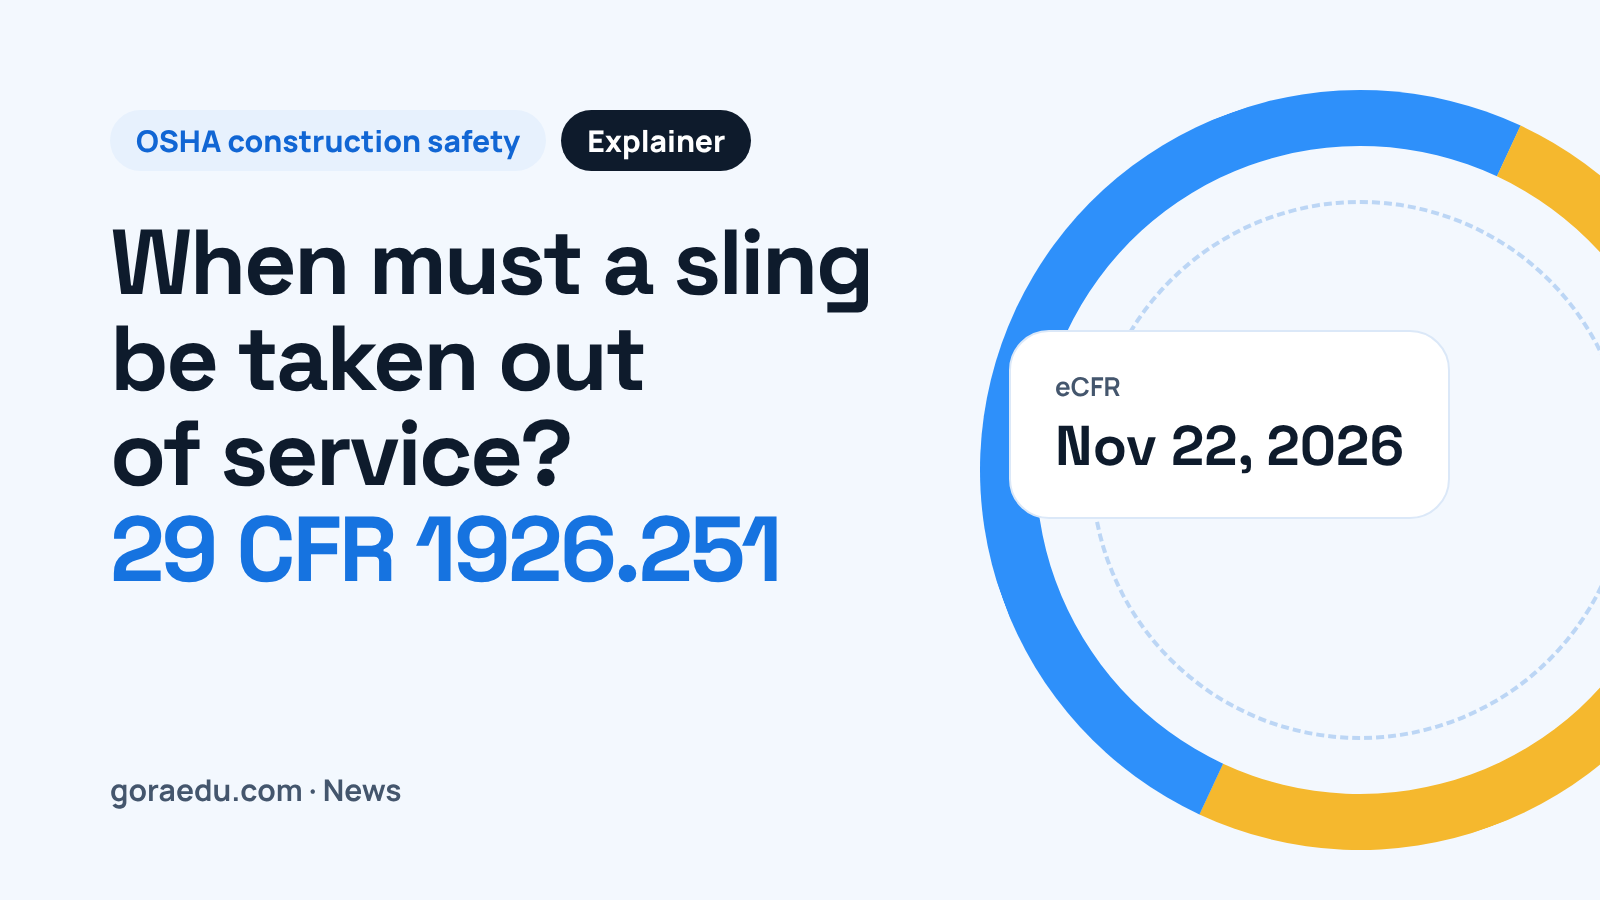 OSHA construction safety
Explainer
When must a sling
be taken out
of service?
29 CFR 1926.251
eCFR
Nov 22, 2026
goraedu.com · News